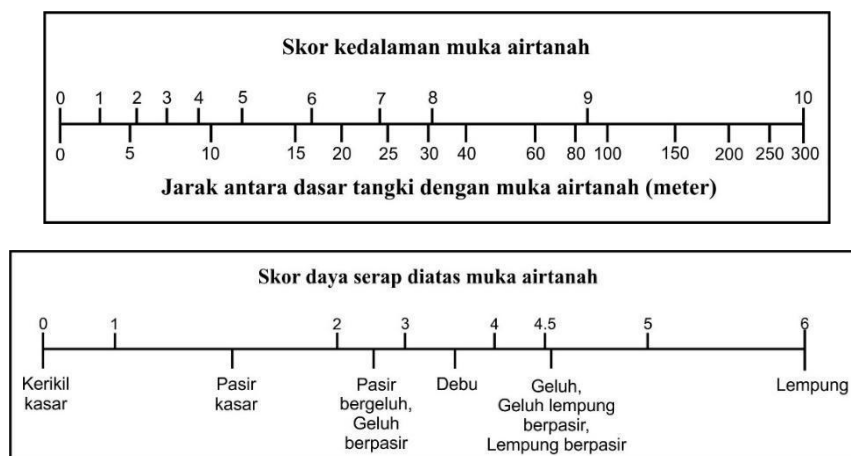 Skor kedalaman muka airtanah
0 1 2 3 4 5 6 7 8 9 10
0 5 10 15 20 25 30 40 60 80 100 150 200 250 300
Jarak antara dasar tangki dengan muka airtanah (meter)
Skor daya serap diatas muka airtanah
0 1 2 3 4 4.5 5 6
Kerikil
kasar
Pasir
kasar
Pasir
bergeluh,
Geluh
berpasir
Debu
Geluh,
Geluh lempung
berpasir,
Lempung berpasir
Lempung